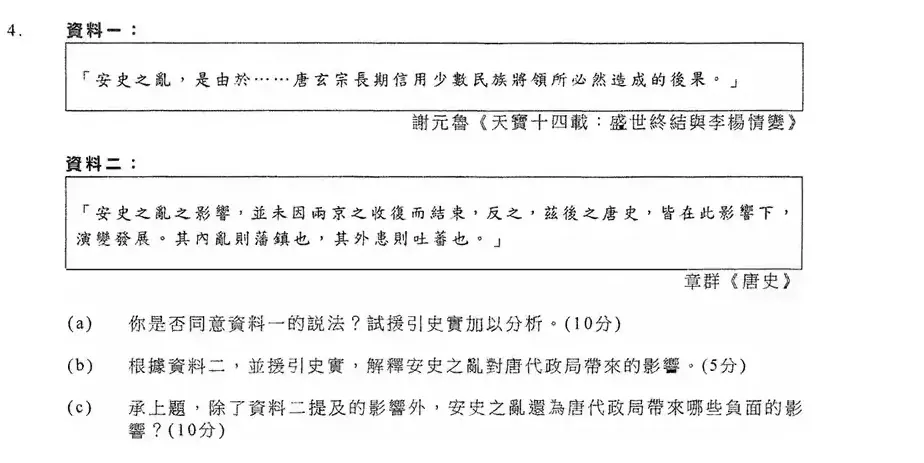 4. 資料一：
「安史之亂，是由於……唐玄宗長期信用少數民族將領所必然造成的後果。」
謝元魯《天寶十四載：盛世終結與李楊情變》
資料二：
「安史之亂之影響，並未因兩京之收復而結束，反之，茲後之唐史，皆在此影響下，
演變發展。其內亂則藩鎮也，其外患則吐蕃也。」
章群《唐史》
(a) 你是否同意資料一的說法？試援引史實加以分析。(10分)
(b) 根據資料二，並援引史實，解釋安史之亂對唐代政局帶來的影響。(5分)
(c) 承上題，除了資料二提及的影響外，安史之亂還為唐代政局帶來哪些負面的影
響？(10分)